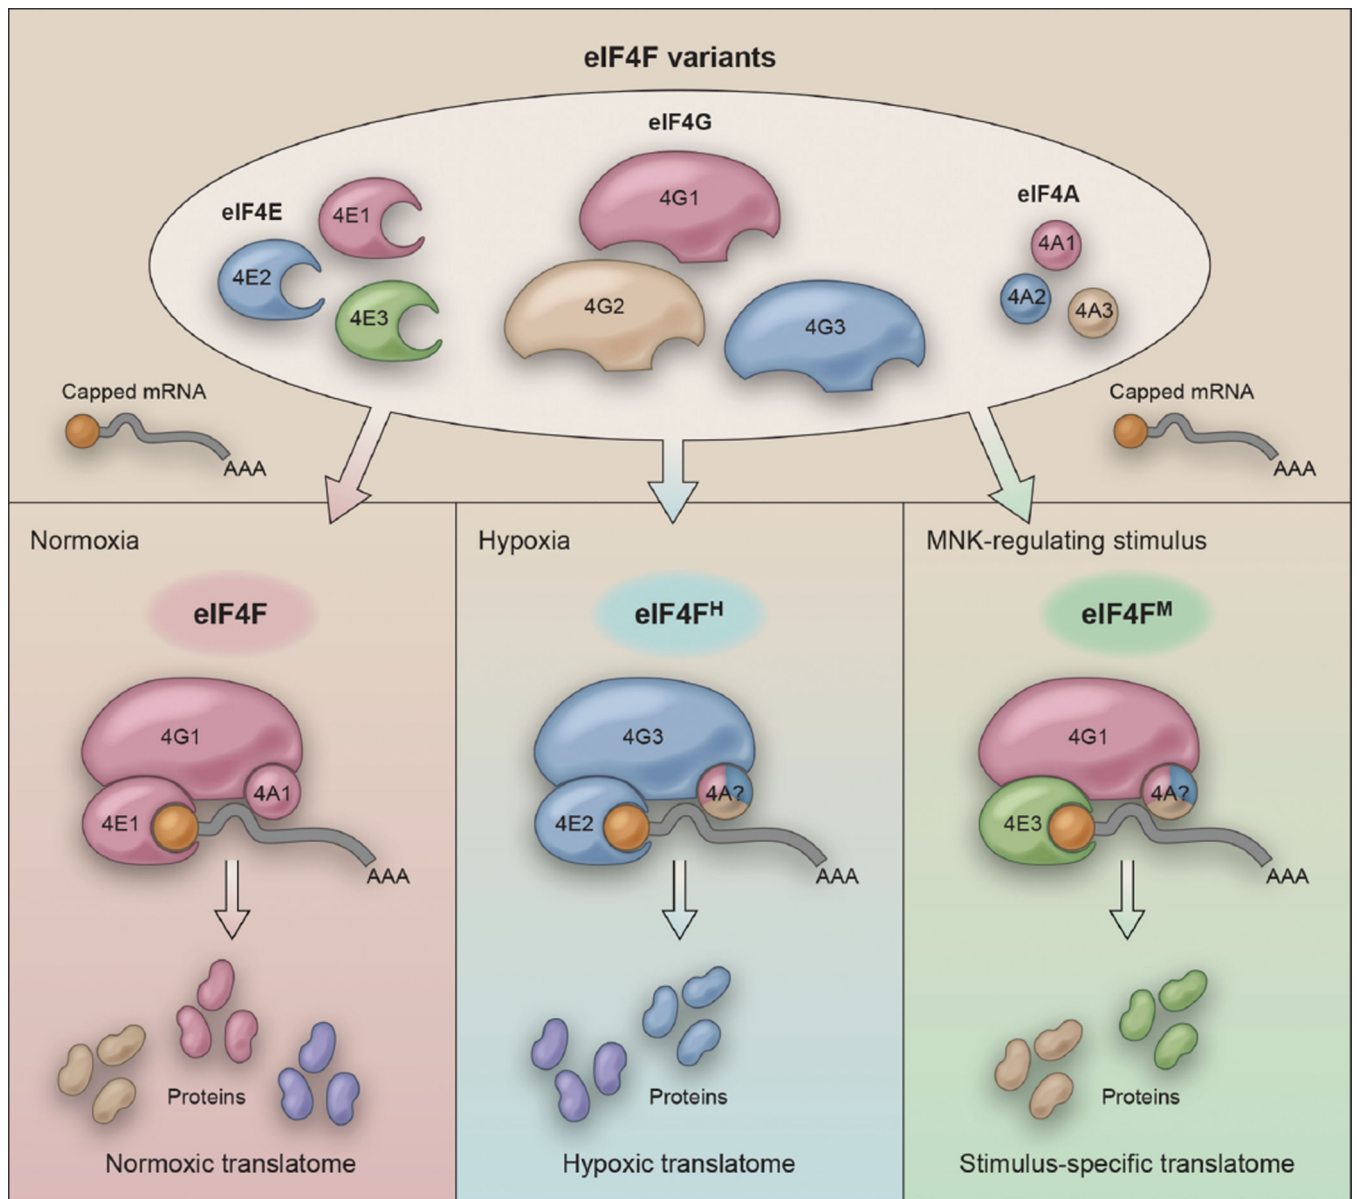 eIF4F variants
eIF4G
4G1
eIF4E
4E1
4E2
4E3
4G2
4G3
eIF4A
4A1
4A2
4A3
Capped mRNA
AAA
Capped mRNA
AAA
Normoxia
eIF4F
4G1
4A1
4E1
AAA
Proteins
Normoxic translatome
Hypoxia
eIF4Fᴴ
4G3
4A?
4E2
AAA
Proteins
Hypoxic translatome
MNK-regulating stimulus
eIF4Fᴹ
4G1
4A?
4E3
AAA
Proteins
Stimulus-specific translatome